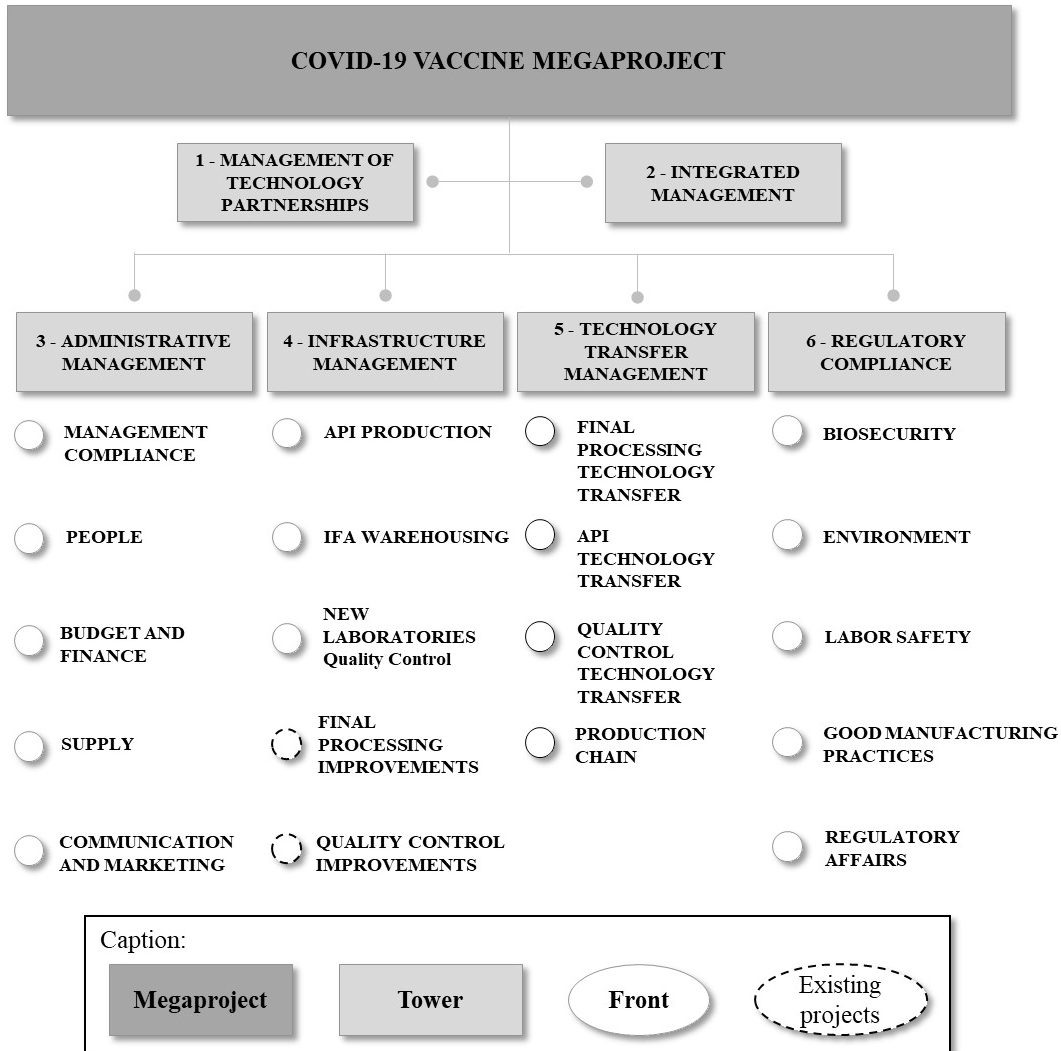 COVID-19 VACCINE MEGAPROJECT
1 - MANAGEMENT OF
TECHNOLOGY
PARTNERSHIPS
2 - INTEGRATED
MANAGEMENT
3 - ADMINISTRATIVE
MANAGEMENT
4 - INFRASTRUCTURE
MANAGEMENT
5 - TECHNOLOGY
TRANSFER
MANAGEMENT
6 - REGULATORY
COMPLIANCE
MANAGEMENT
COMPLIANCE
PEOPLE
BUDGET AND
FINANCE
SUPPLY
COMMUNICATION
AND MARKETING
API PRODUCTION
IFA WAREHOUSING
NEW
LABORATORIES
Quality Control
FINAL
PROCESSING
IMPROVEMENTS
QUALITY CONTROL
IMPROVEMENTS
FINAL
PROCESSING
TECHNOLOGY
TRANSFER
API
TECHNOLOGY
TRANSFER
QUALITY
CONTROL
TECHNOLOGY
TRANSFER
PRODUCTION
CHAIN
BIOSECURITY
ENVIRONMENT
LABOR SAFETY
GOOD MANUFACTURING
PRACTICES
REGULATORY
AFFAIRS
Caption:
Megaproject
Tower
Front
Existing
projects